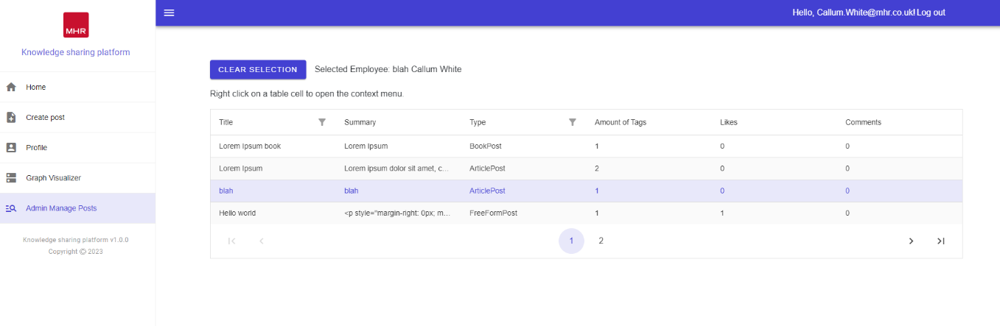 MHR
Knowledge sharing platform
Home
Create post
Profile
Graph Visualizer
Admin Manage Posts
Knowledge sharing platform v1.0.0
Copyright © 2023
Hello, Callum.White@mhr.co.uk! Log out
CLEAR SELECTION Selected Employee: blah Callum White
Right click on a table cell to open the context menu.
Title Summary Type Amount of Tags Likes Comments
Lorem Ipsum book Lorem Ipsum BookPost 1 0 0
Lorem Ipsum Lorem ipsum dolor sit amet, c... ArticlePost 2 0 0
blah blah ArticlePost 1 0 0
Hello world <p style="margin-right: 0px; m... FreeFormPost 1 1 0
1 2